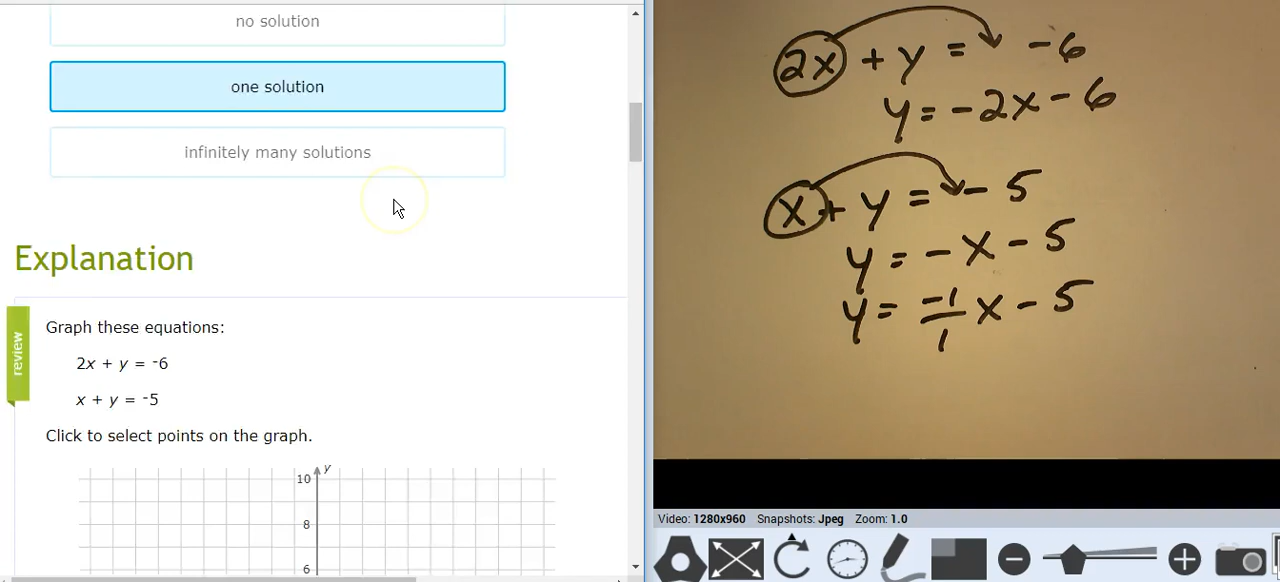 no solution
one solution
infinitely many solutions
Explanation
review
Graph these equations:
2x + y = -6
x + y = -5
Click to select points on the graph.
y
10
8
6
2x + y = -6
y = -2x - 6
x + y = -5
y = -x - 5
y = -1/1 x - 5
Video: 1280x960 Snapshots: Jpeg Zoom: 1.0